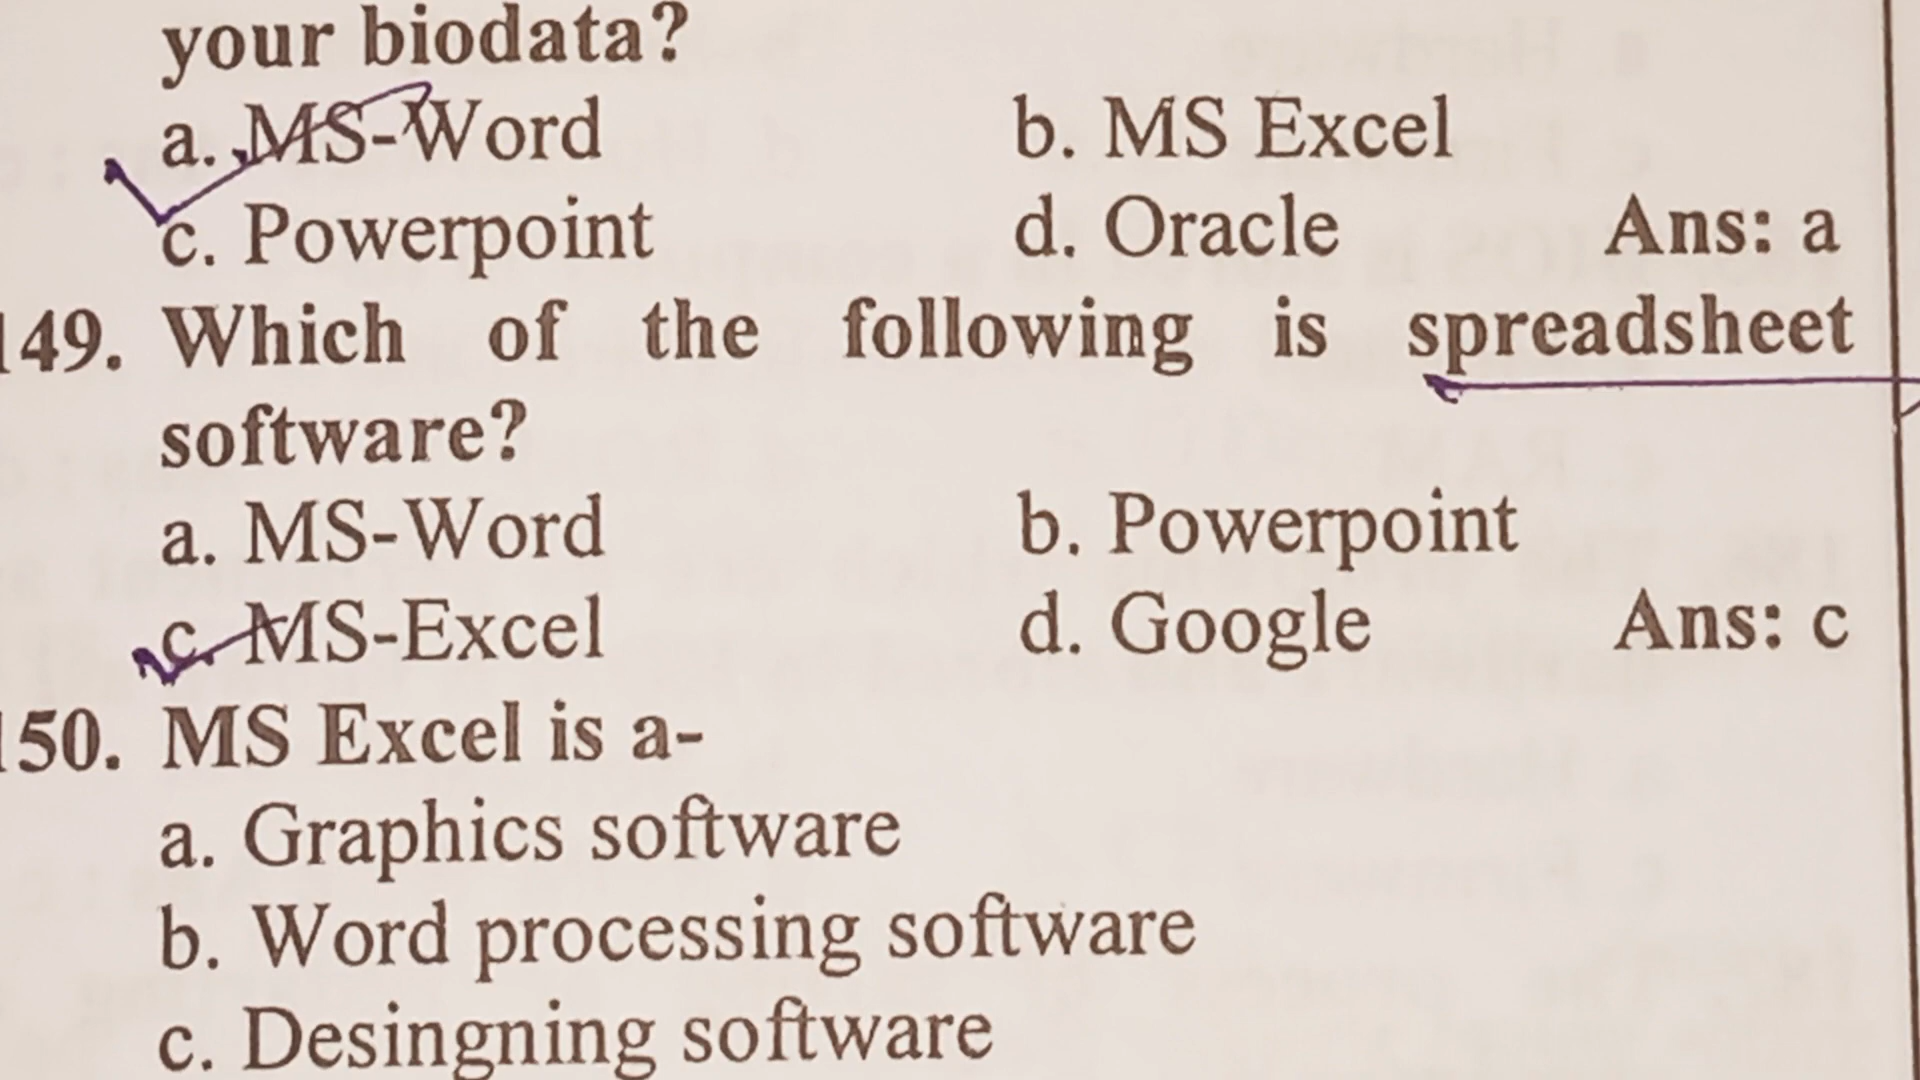 your biodata?
a. MS-Word b. MS Excel
c. Powerpoint d. Oracle Ans: a
149. Which of the following is spreadsheet
software?
a. MS-Word b. Powerpoint
c. MS-Excel d. Google Ans: c
150. MS Excel is a-
a. Graphics software
b. Word processing software
c. Desingning software